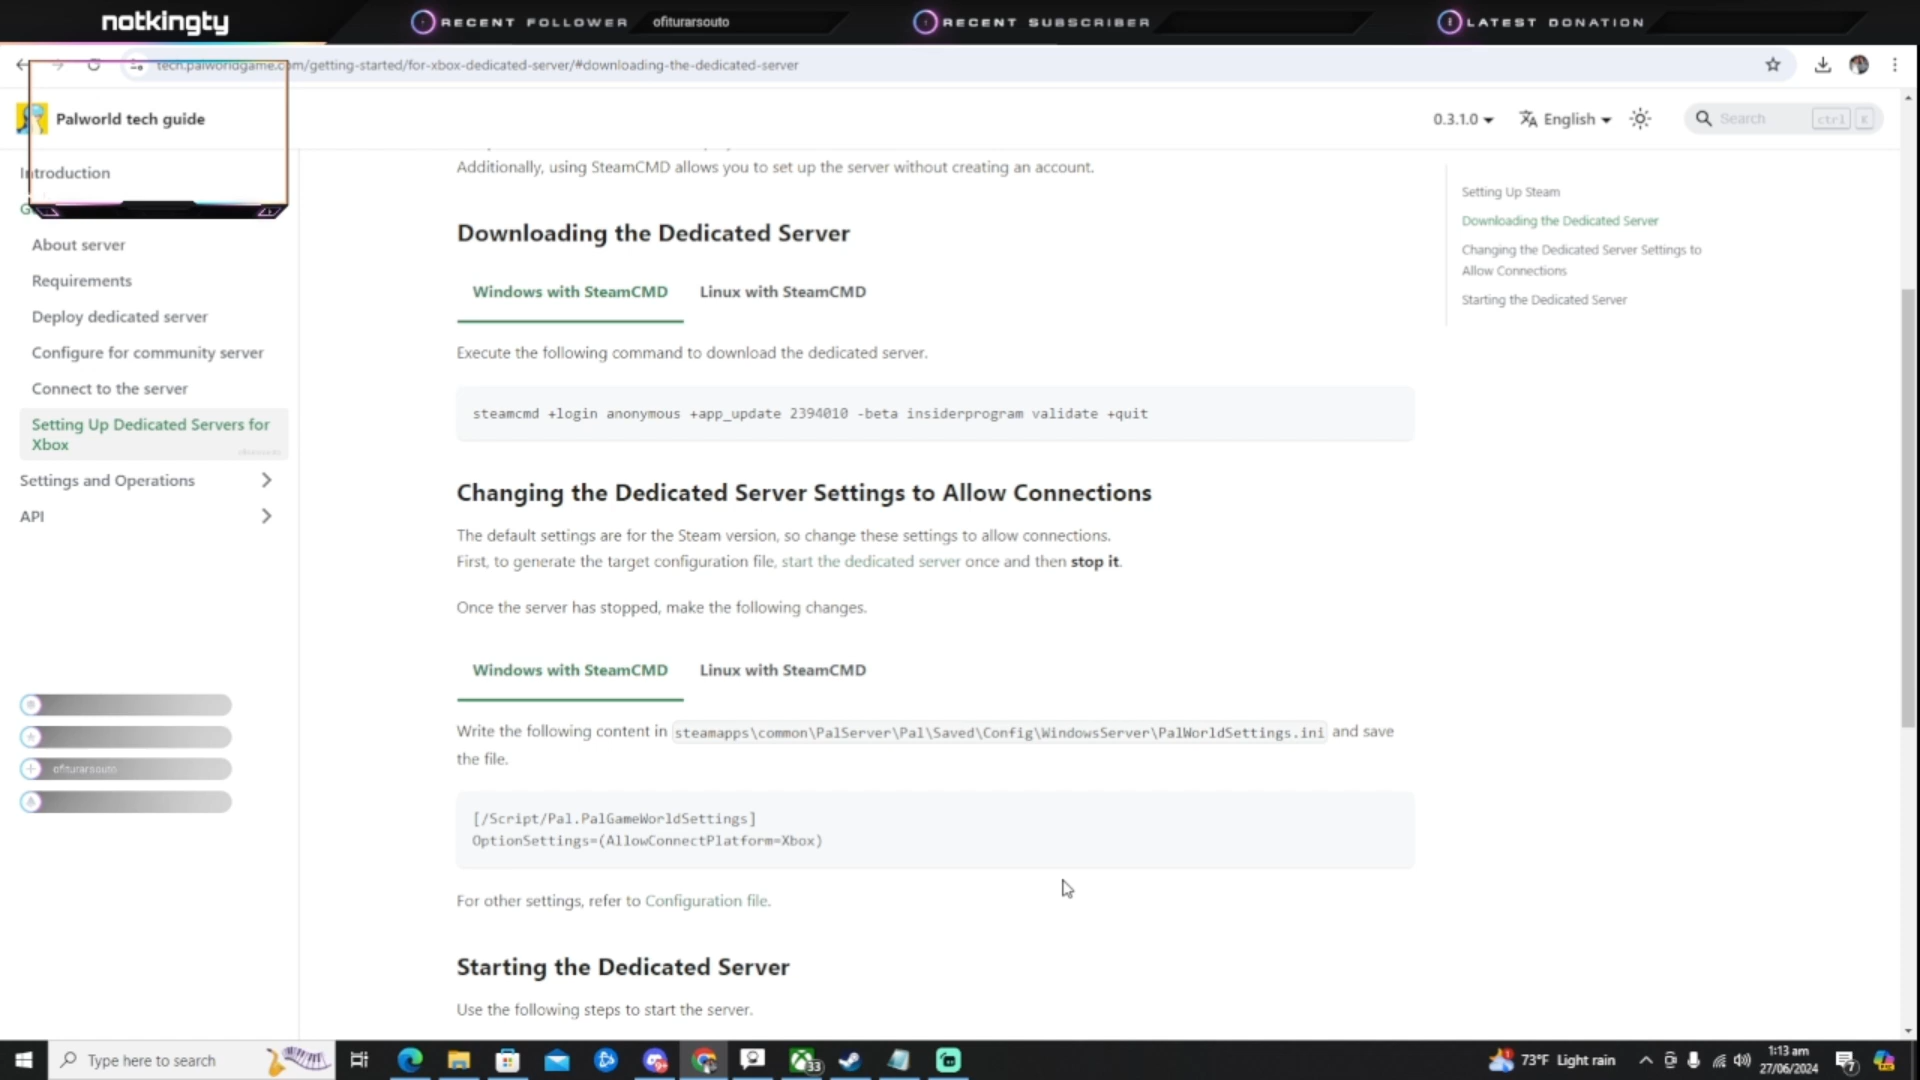 notkingty
RECENT FOLLOWER ofiturarsouto
RECENT SUBSCRIBER
LATEST DONATION
tech.palworldgame.com/getting-started/for-xbox-dedicated-server/#downloading-the-dedicated-server
Palworld tech guide
0.3.1.0
English
Search
ctrl K
Introduction
About server
Requirements
Deploy dedicated server
Configure for community server
Connect to the server
Setting Up Dedicated Servers for
Xbox
Settings and Operations
API
ofiturarsouto
Additionally, using SteamCMD allows you to set up the server without creating an account.
Downloading the Dedicated Server
Windows with SteamCMD
Linux with SteamCMD
Execute the following command to download the dedicated server.
steamcmd +login anonymous +app_update 2394010 -beta insiderprogram validate +quit
Changing the Dedicated Server Settings to Allow Connections
The default settings are for the Steam version, so change these settings to allow connections.
First, to generate the target configuration file, start the dedicated server once and then stop it.
Once the server has stopped, make the following changes.
Windows with SteamCMD
Linux with SteamCMD
Write the following content in steamapps\common\PalServer\Pal\Saved\Config\WindowsServer\PalWorldSettings.ini and save
the file.
[/Script/Pal.PalGameWorldSettings]
OptionSettings=(AllowConnectPlatform=Xbox)
For other settings, refer to Configuration file.
Starting the Dedicated Server
Use the following steps to start the server.
Setting Up Steam
Downloading the Dedicated Server
Changing the Dedicated Server Settings to
Allow Connections
Starting the Dedicated Server
Type here to search
33
73°F Light rain
1:13 am
27/06/2024
7